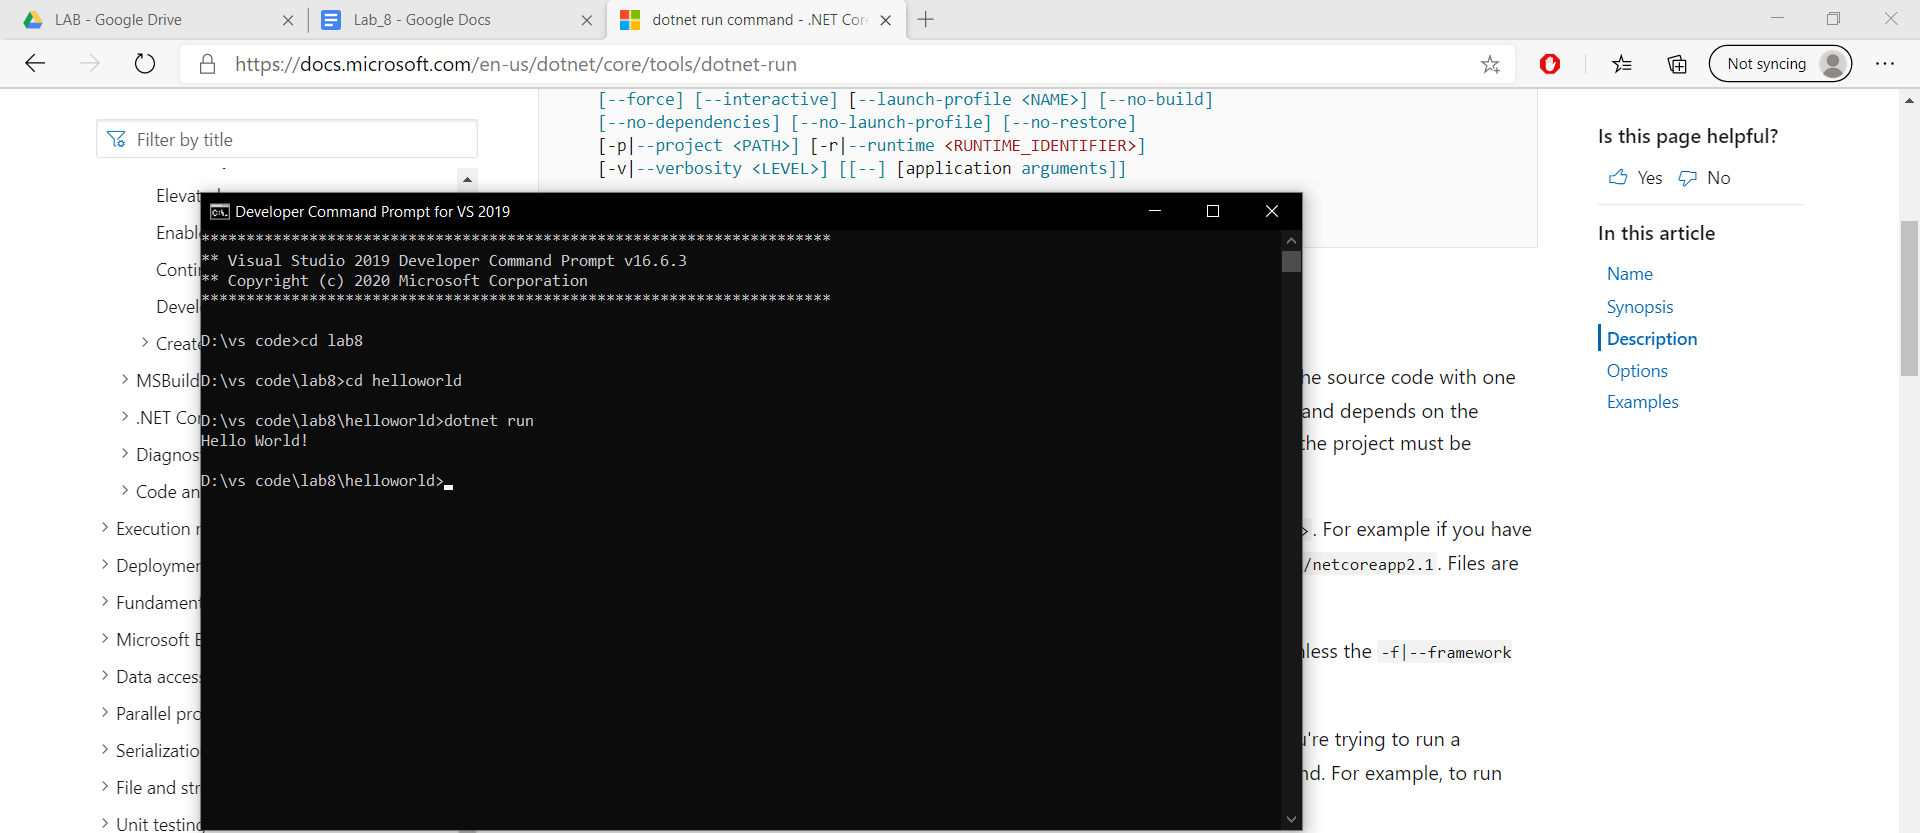 LAB - Google Drive
Lab_8 - Google Docs
dotnet run command - .NET Cor
https://docs.microsoft.com/en-us/dotnet/core/tools/dotnet-run
Not syncing
Filter by title
Elevat
Enabl
Conti
Devel
Create
MSBuild
.NET Co
Diagnos
Code an
Execution r
Deploymer
Fundament
Microsoft E
Data acces
Parallel pro
Serializatio
File and str
Unit testing
[--force] [--interactive] [--launch-profile <NAME>] [--no-build]
[--no-dependencies] [--no-launch-profile] [--no-restore]
[-p|--project <PATH>] [-r|--runtime <RUNTIME_IDENTIFIER>]
[-v|--verbosity <LEVEL>] [[--] [application arguments]]
Developer Command Prompt for VS 2019
**********************************************************************
** Visual Studio 2019 Developer Command Prompt v16.6.3
** Copyright (c) 2020 Microsoft Corporation
**********************************************************************
D:\vs code>cd lab8
D:\vs code\lab8>cd helloworld
D:\vs code\lab8\helloworld>dotnet run
Hello World!
D:\vs code\lab8\helloworld>
he source code with one
and depends on the
the project must be
>. For example if you have
/netcoreapp2.1. Files are
less the -f|--framework
u're trying to run a
nd. For example, to run
Is this page helpful?
Yes No
In this article
Name
Synopsis
Description
Options
Examples